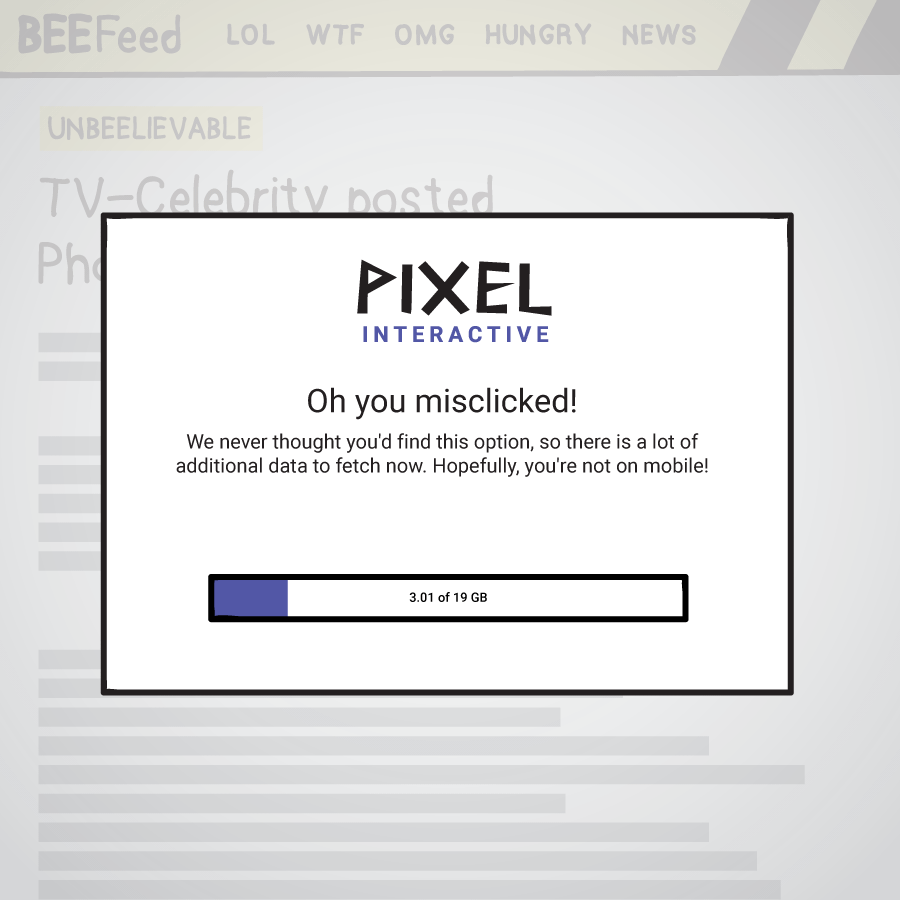 BEEFeed LOL WTF OMG HUNGRY NEWS
UNBEELIEVABLE
TV-Celebrity posted
PIXEL
INTERACTIVE
Oh you misclicked!
We never thought you'd find this option, so there is a lot of
additional data to fetch now. Hopefully, you're not on mobile!
3.01 of 19 GB